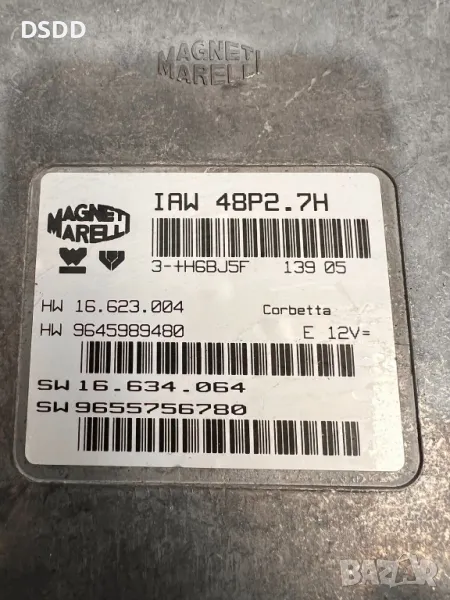 DSDD
MAGNETI
MARELLI
IAW 48P2.7H
MAGNETI
MARELLI
3-+H6BJ5F 139 05
HW 16.623.004 Corbetta
HW 9645989480 E 12V=
SW 16.634.064
SW 9655756780
BAZAR